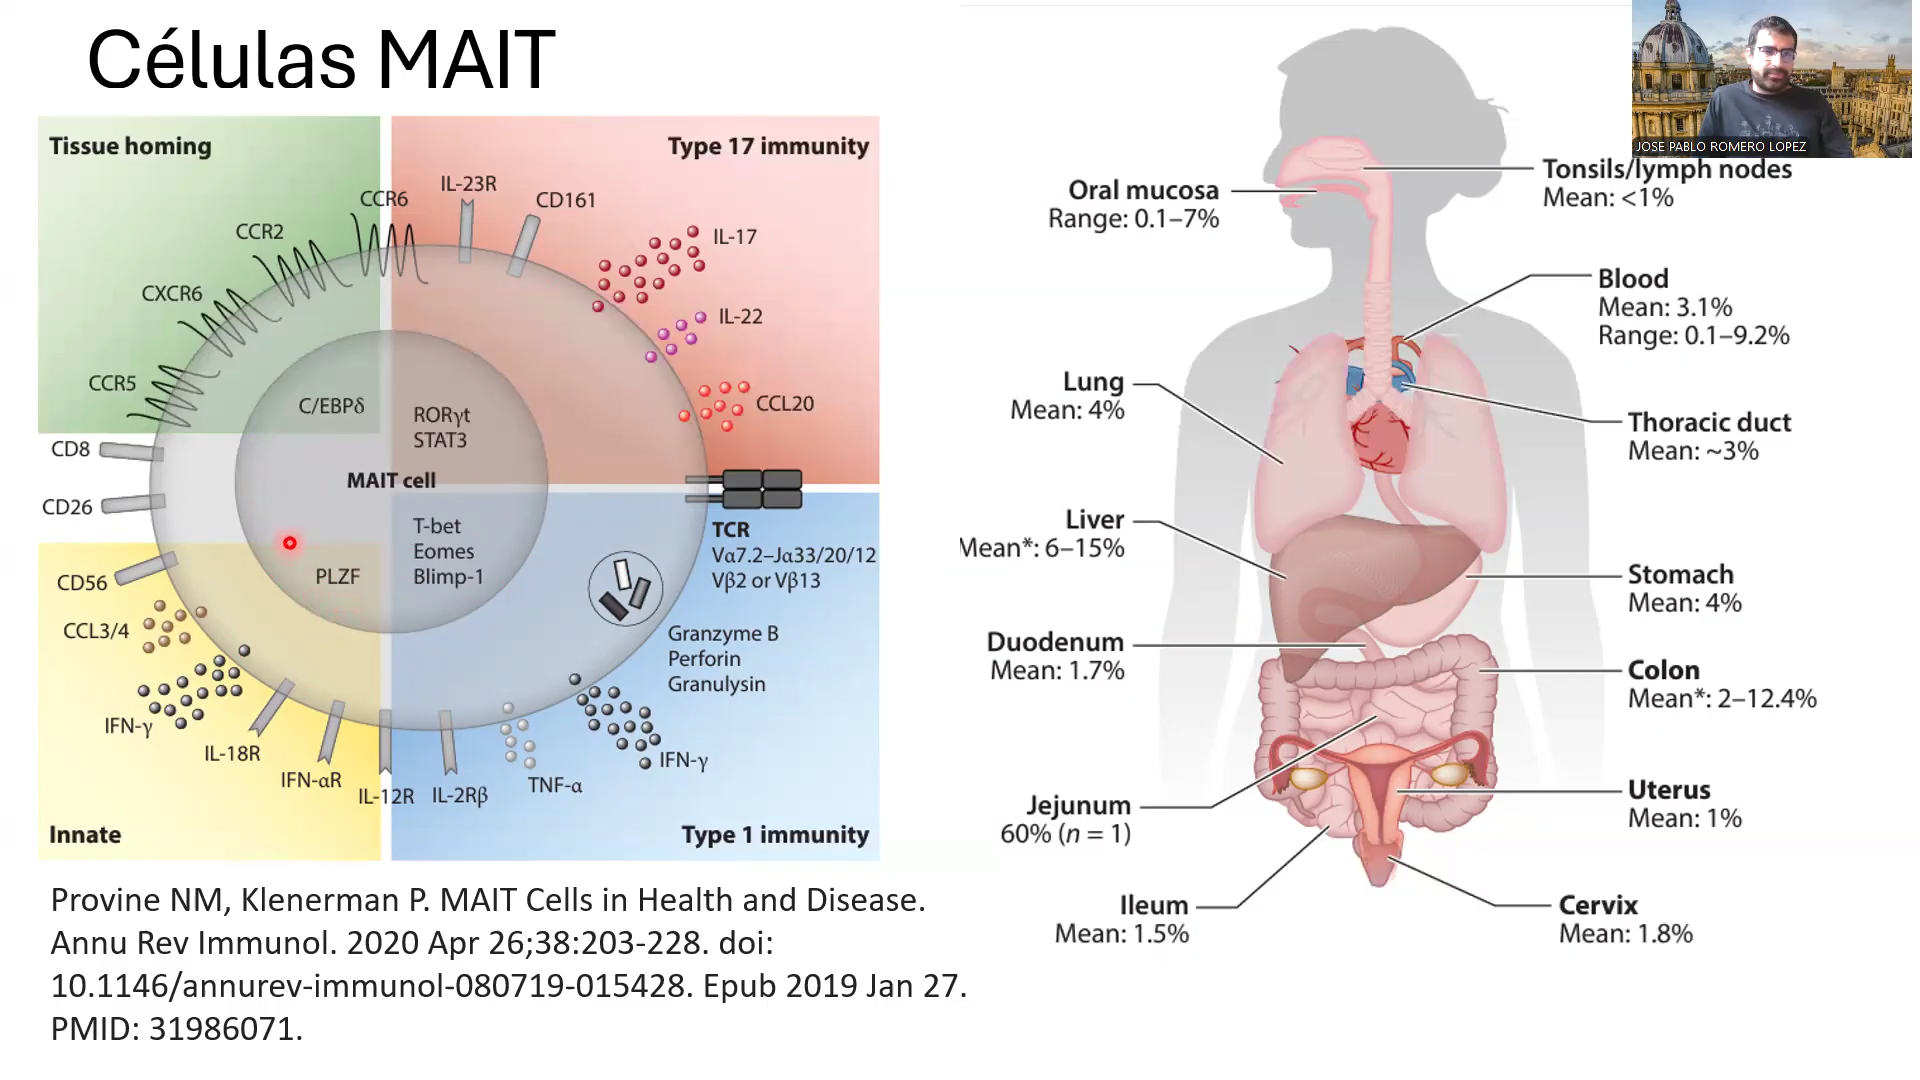 Células MAIT
Tissue homing
Type 17 immunity
CCR6
IL-23R
CD161
CCR2
IL-17
CXCR6
IL-22
CCR5
CCL20
C/EBPδ
RORγt
STAT3
CD8
MAIT cell
CD26
T-bet
Eomes
Blimp-1
TCR
Vα7.2–Jα33/20/12
Vβ2 or Vβ13
CD56
PLZF
CCL3/4
Granzyme B
Perforin
Granulysin
IFN-γ
IL-18R
IFN-αR
IL-12R
IL-2Rβ
TNF-α
IFN-γ
Innate
Type 1 immunity
Provine NM, Klenerman P. MAIT Cells in Health and Disease.
Annu Rev Immunol. 2020 Apr 26;38:203-228. doi:
10.1146/annurev-immunol-080719-015428. Epub 2019 Jan 27.
PMID: 31986071.
JOSE PABLO ROMERO LOPEZ
Oral mucosa
Range: 0.1–7%
Tonsils/lymph nodes
Mean: <1%
Blood
Mean: 3.1%
Range: 0.1–9.2%
Lung
Mean: 4%
Thoracic duct
Mean: ~3%
Liver
Mean*: 6–15%
Stomach
Mean: 4%
Duodenum
Mean: 1.7%
Colon
Mean*: 2–12.4%
Jejunum
60% (n = 1)
Uterus
Mean: 1%
Ileum
Mean: 1.5%
Cervix
Mean: 1.8%